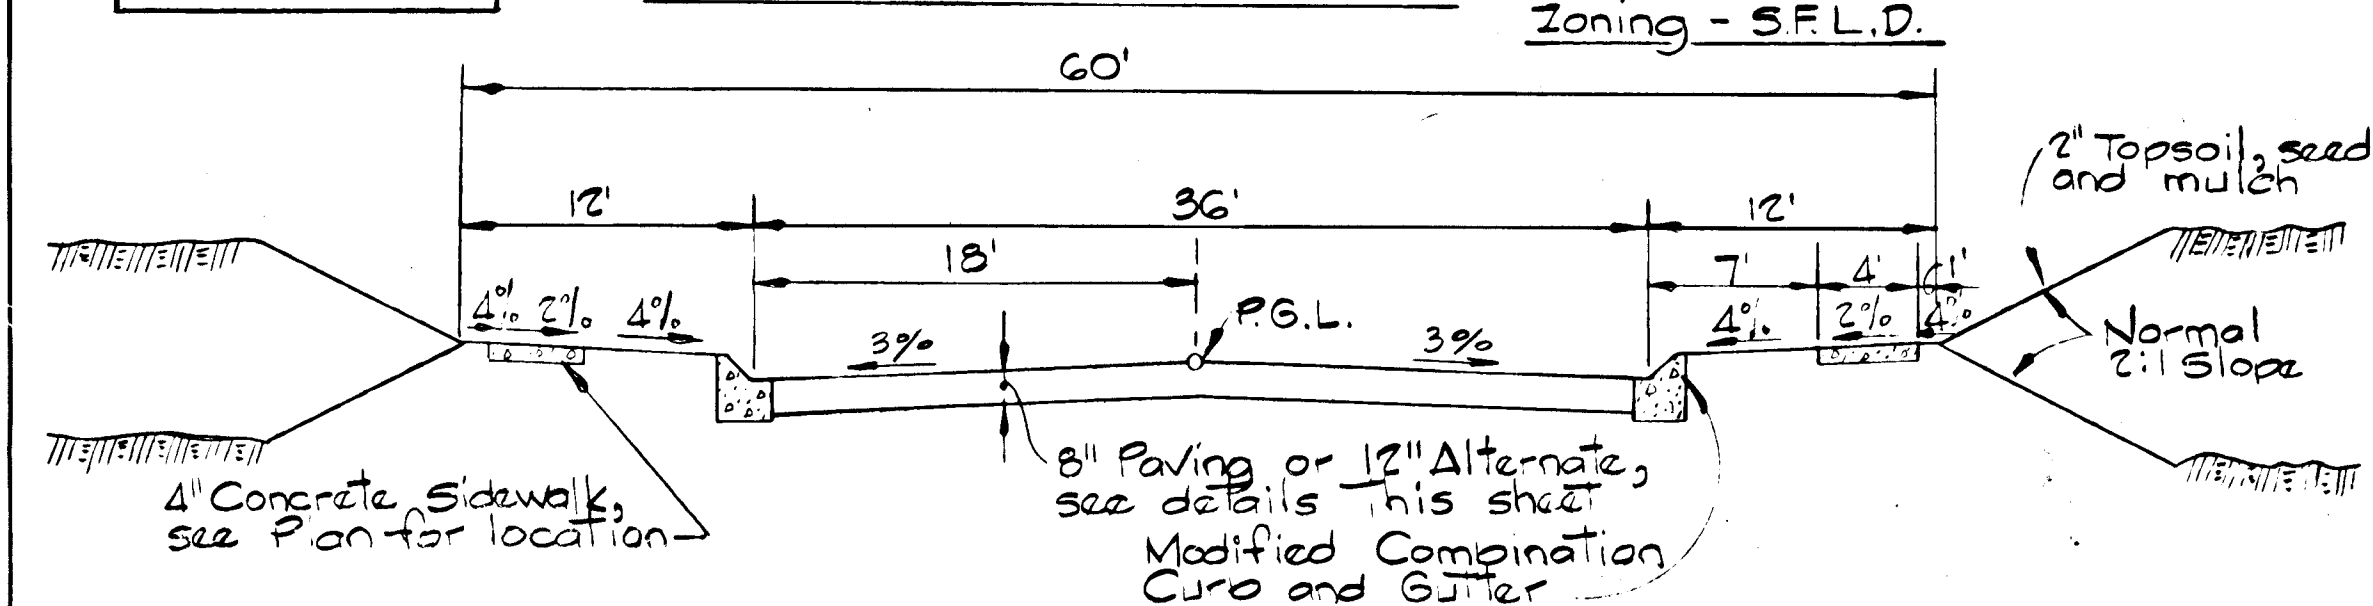 Zoning - S.F.L.D.
60'
2" Topsoil, seed
and mulch
12'
36'
12'
18'
7'
4'
1'
4%
2%
4%
3%
P.G.L.
3%
4%
2%
4%
Normal
2:1 Slope
8" Paving or 12" Alternate,
see details This sheet
4" Concrete Sidewalk,
see Plan for location
Modified Combination
Curb and Gutter